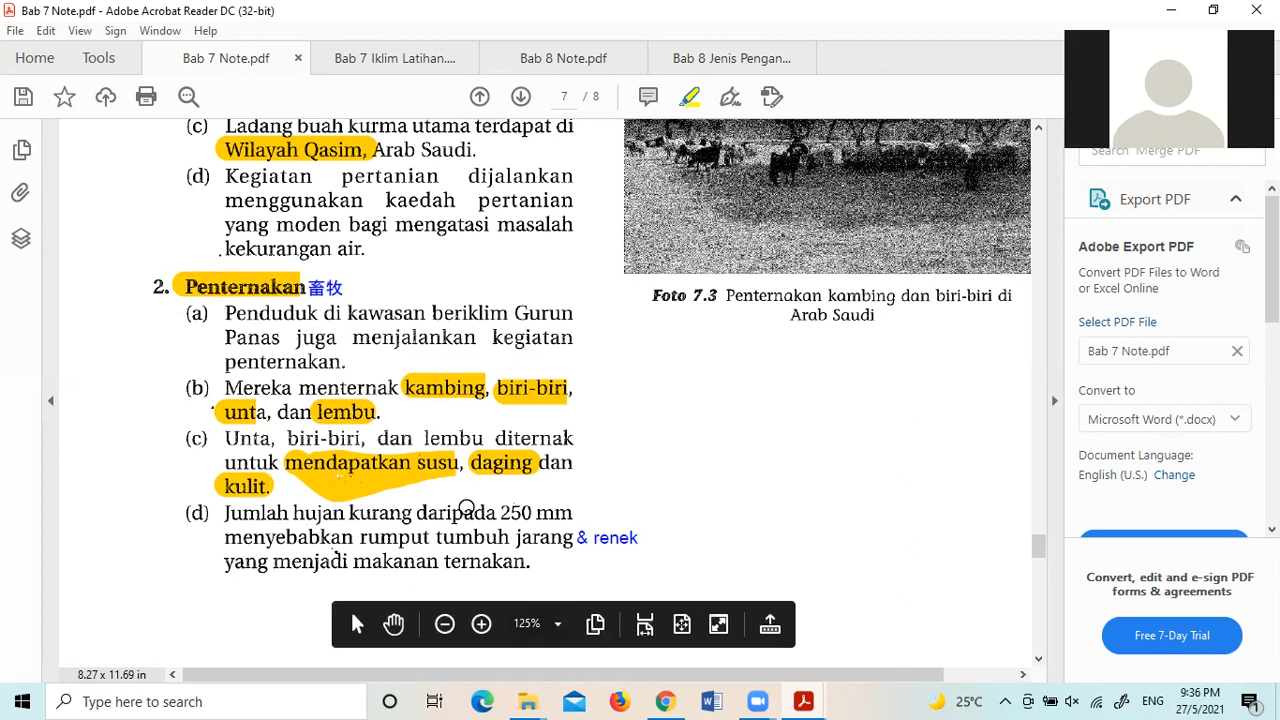 Bab 7 Note.pdf - Adobe Acrobat Reader DC (32-bit)
File Edit View Sign Window Help
Home Tools Bab 7 Note.pdf Bab 7 Iklim Latihan.... Bab 8 Note.pdf Bab 8 Jenis Pengan...
7 / 8
(c) Ladang buah kurma utama terdapat di
Wilayah Qasim, Arab Saudi.
(d) Kegiatan pertanian dijalankan
menggunakan kaedah pertanian
yang moden bagi mengatasi masalah
kekurangan air.
2. Penternakan 畜牧
(a) Penduduk di kawasan beriklim Gurun
Panas juga menjalankan kegiatan
penternakan.
(b) Mereka menternak kambing, biri-biri,
unta, dan lembu.
(c) Unta, biri-biri, dan lembu diternak
untuk mendapatkan susu, daging dan
kulit.
(d) Jumlah hujan kurang daripada 250 mm
menyebabkan rumput tumbuh jarang & renek
yang menjadi makanan ternakan.
Foto 7.3 Penternakan kambing dan biri-biri di
Arab Saudi
125%
8.27 x 11.69 in
Search 'Merge PDF'
Export PDF
Adobe Export PDF
Convert PDF Files to Word
or Excel Online
Select PDF File
Bab 7 Note.pdf
Convert to
Microsoft Word (*.docx)
Document Language:
English (U.S.) Change
Convert, edit and e-sign PDF
forms & agreements
Free 7-Day Trial
Type here to search
25°C
ENG
9:36 PM
27/5/2021
1